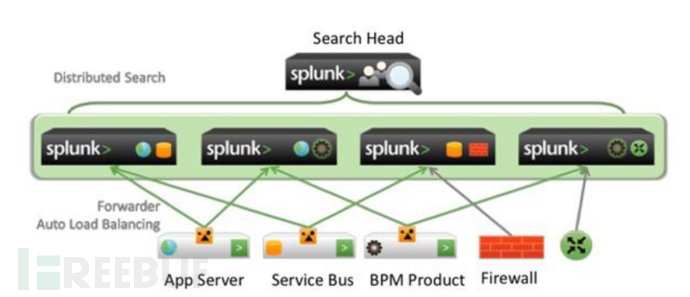 Search Head
splunk>
Distributed Search
splunk>
splunk>
splunk>
splunk>
Forwarder
Auto Load Balancing
App Server
Service Bus
BPM Product
Firewall
FREEBUF